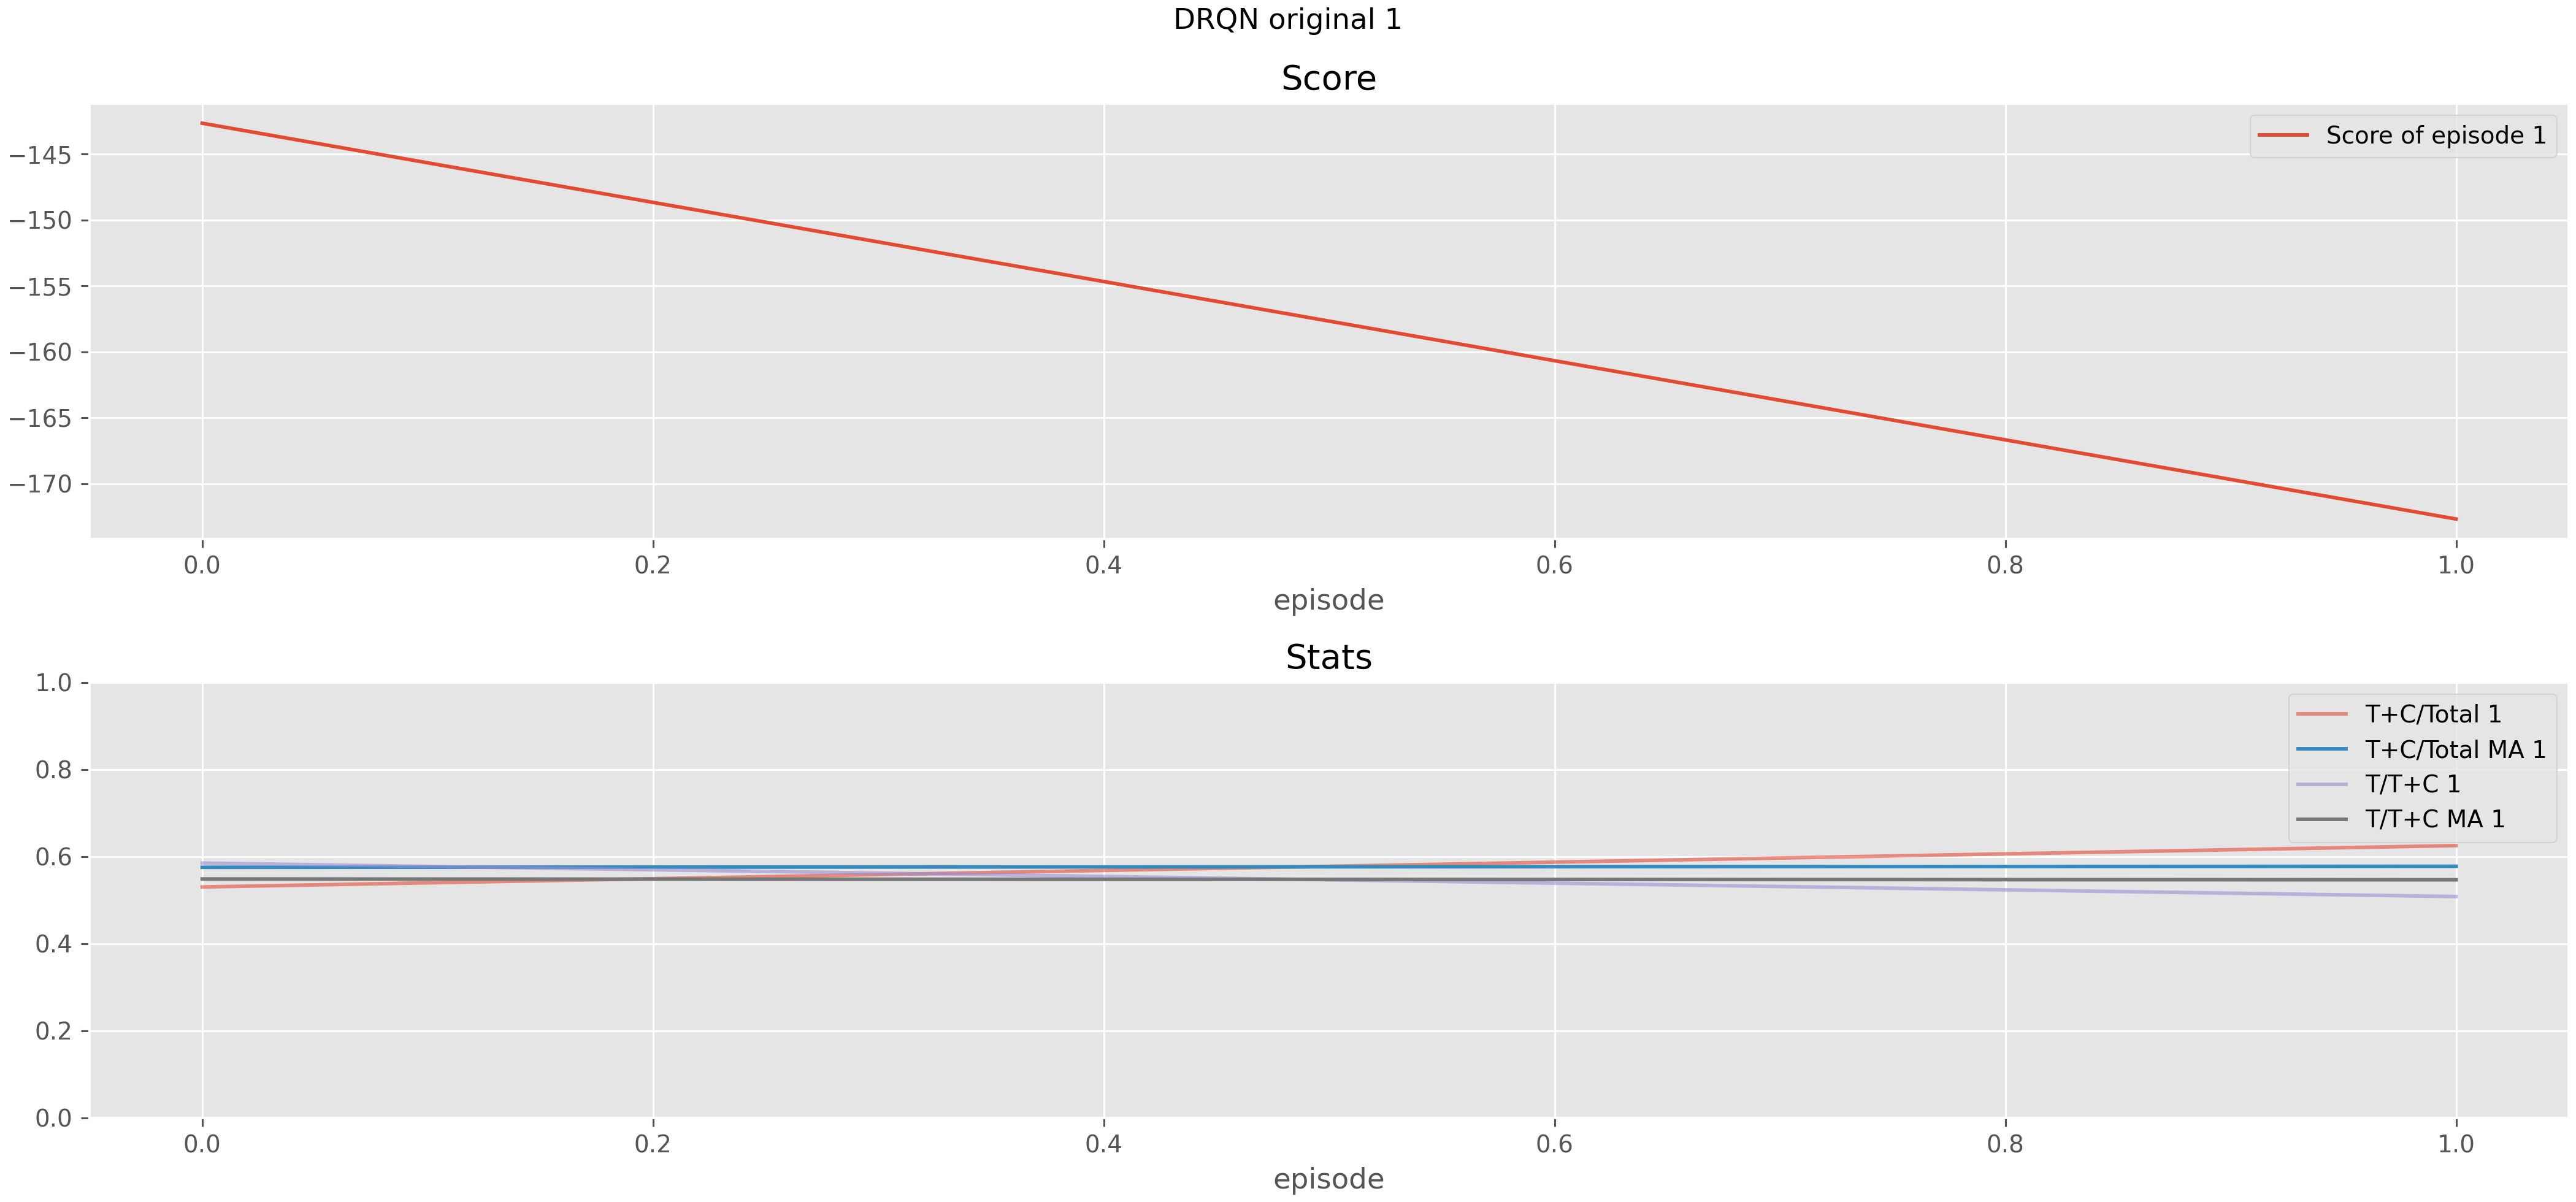 DRQN original 1
Score
Score of episode 1
−145
−150
−155
−160
−165
−170
0.0 0.2 0.4 0.6 0.8 1.0
episode
Stats
T+C/Total 1
T+C/Total MA 1
T/T+C 1
T/T+C MA 1
1.0
0.8
0.6
0.4
0.2
0.0
0.0 0.2 0.4 0.6 0.8 1.0
episode